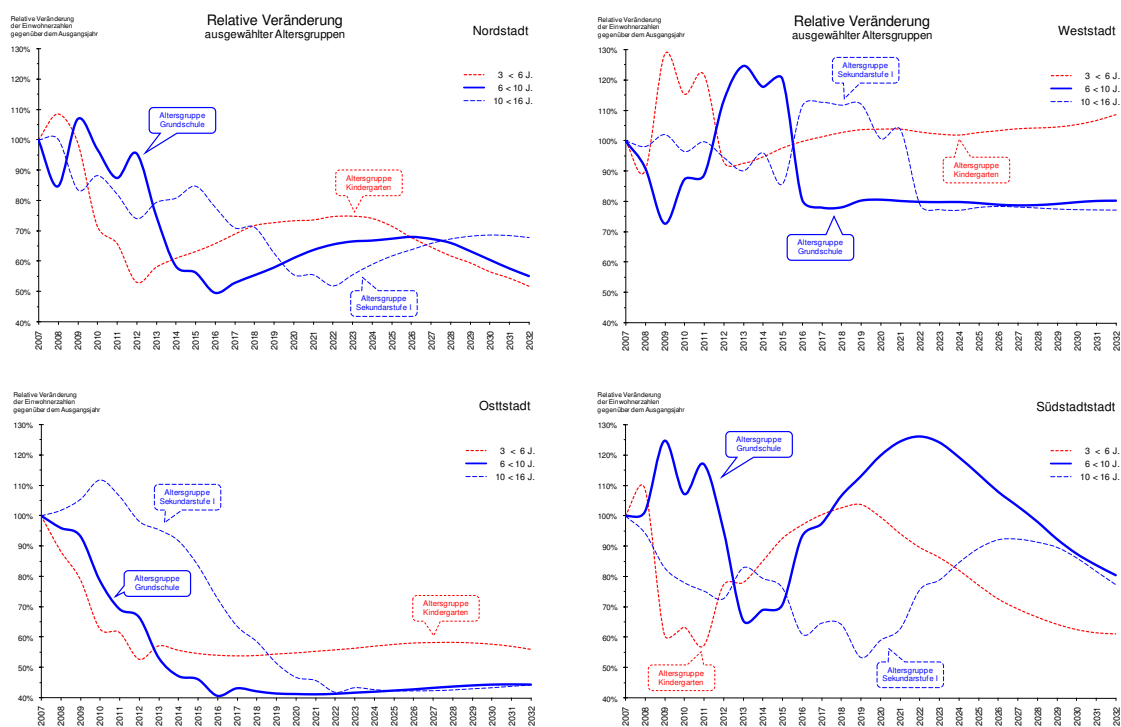 Relative Veränderung
der Einwohnerzahlen
gegenüber dem Ausgangsjahr
Relative Veränderung
ausgewählter Altersgruppen
Nordstadt
130%
120%
110%
100%
90%
80%
70%
60%
50%
40%
3 < 6 J.
6 < 10 J.
10 < 16 J.
Altersgruppe
Grundschule
Altersgruppe
Kindergarten
Altersgruppe
Sekundarstufe I
2007
2008
2009
2010
2011
2012
2013
2014
2015
2016
2017
2018
2019
2020
2021
2022
2023
2024
2025
2026
2027
2028
2029
2030
2031
2032
Relative Veränderung
der Einwohnerzahlen
gegenüber dem Ausgangsjahr
Relative Veränderung
ausgewählter Altersgruppen
Weststadt
130%
120%
110%
100%
90%
80%
70%
60%
50%
40%
Altersgruppe
Sekundarstufe I
3 < 6 J.
6 < 10 J.
10 < 16 J.
Altersgruppe
Kindergarten
Altersgruppe
Grundschule
2007
2008
2009
2010
2011
2012
2013
2014
2015
2016
2017
2018
2019
2020
2021
2022
2023
2024
2025
2026
2027
2028
2029
2030
2031
2032
Relative Veränderung
der Einwohnerzahlen
gegenüber dem Ausgangsjahr
Osttstadt
130%
120%
110%
100%
90%
80%
70%
60%
50%
40%
3 < 6 J.
6 < 10 J.
10 < 16 J.
Altersgruppe
Sekundarstufe I
Altersgruppe
Grundschule
Altersgruppe
Kindergarten
2007
2008
2009
2010
2011
2012
2013
2014
2015
2016
2017
2018
2019
2020
2021
2022
2023
2024
2025
2026
2027
2028
2029
2030
2031
2032
Relative Veränderung
der Einwohnerzahlen
gegenüber dem Ausgangsjahr
Südstadtstadt
130%
120%
110%
100%
90%
80%
70%
60%
50%
40%
Altersgruppe
Grundschule
3 < 6 J.
6 < 10 J.
10 < 16 J.
Altersgruppe
Kindergarten
Altersgruppe
Sekundarstufe I
2007
2008
2009
2010
2011
2012
2013
2014
2015
2016
2017
2018
2019
2020
2021
2022
2023
2024
2025
2026
2027
2028
2029
2030
2031
2032